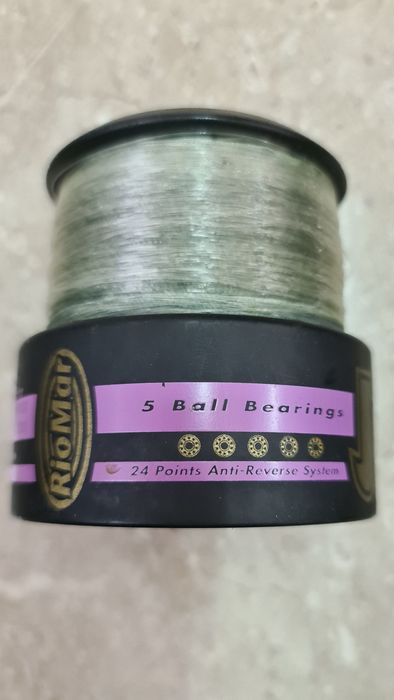 RioMar
5 Ball Bearings
24 Points Anti-Reverse System